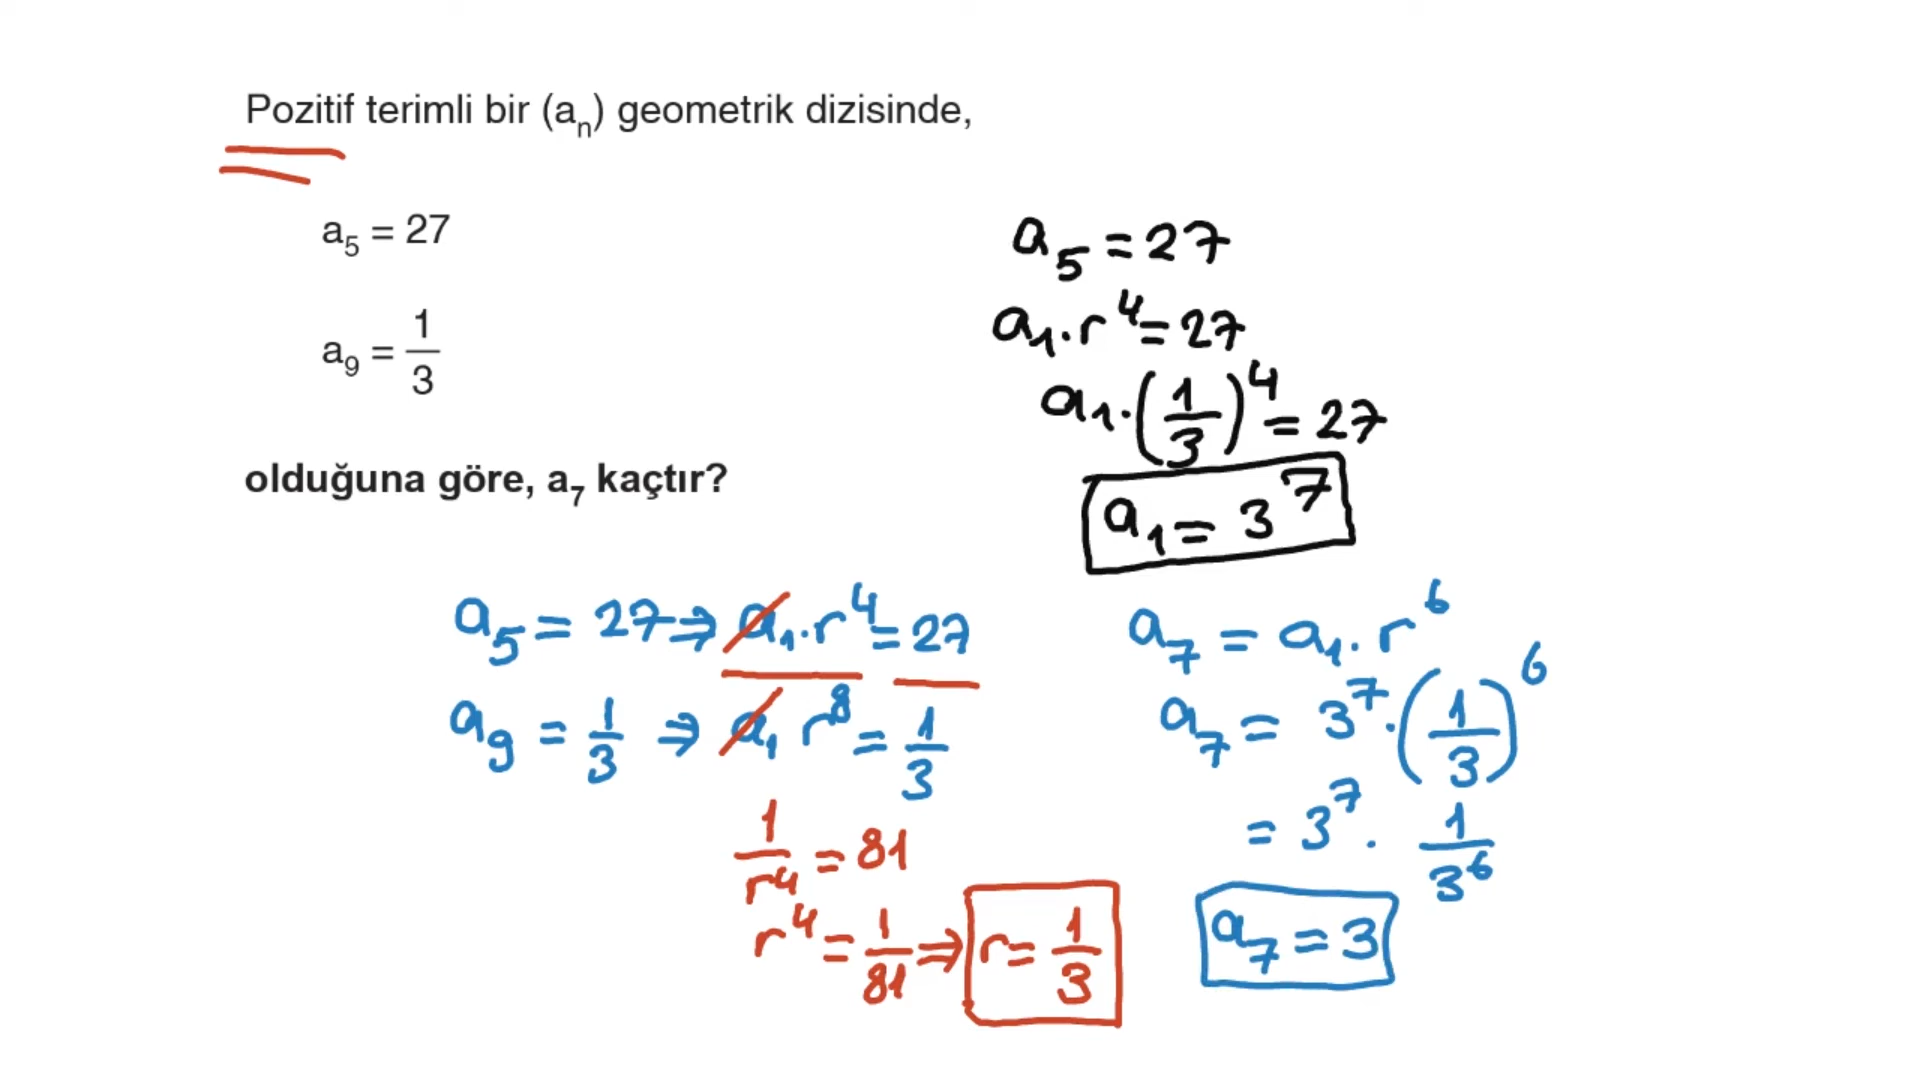 Pozitif terimli bir (aₙ) geometrik dizisinde,
a₅ = 27
a₉ = 1/3
olduğuna göre, a₇ kaçtır?
a₅ = 27
a₁ · r⁴ = 27
a₁ · (1/3)⁴ = 27
a₁ = 3⁷
a₅ = 27 ⇒ a₁ · r⁴ = 27
a₉ = 1/3 ⇒ a₁ r⁸ = 1/3
1/r⁴ = 81
r⁴ = 1/81 ⇒ r = 1/3
a₇ = a₁ · r⁶
a₇ = 3⁷ · (1/3)⁶
= 3⁷ · 1/3⁶
a₇ = 3